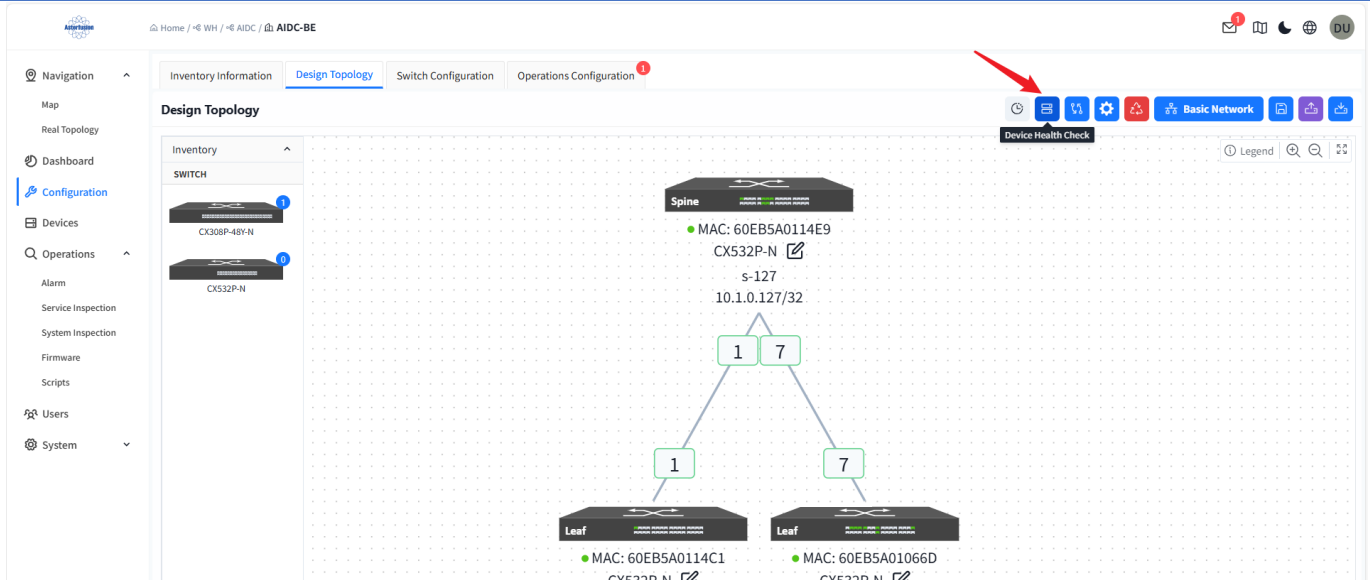 Asterfusion
Home / WH / AIDC / AIDC-BE
1
DU
Navigation
Map
Real Topology
Dashboard
Configuration
Devices
Operations
Alarm
Service Inspection
System Inspection
Firmware
Scripts
Users
System
Inventory Information
Design Topology
Switch Configuration
Operations Configuration
1
Design Topology
Basic Network
Device Health Check
Inventory
SWITCH
1
CX308P-48Y-N
0
CX532P-N
Legend
Spine
MAC: 60EB5A0114E9
CX532P-N
s-127
10.1.0.127/32
1 7
1 7
Leaf Leaf
MAC: 60EB5A0114C1 MAC: 60EB5A01066D
CX532P-N CX532P-N